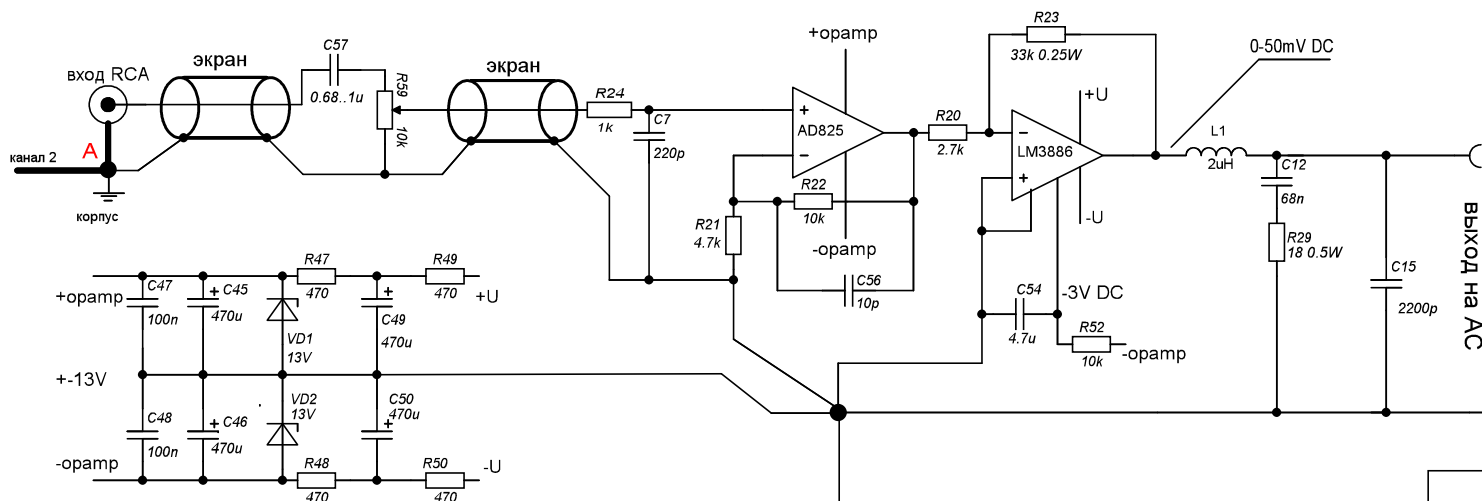 вход RCA
экран
C57
0.68..1u
R59
10k
экран
R24
1k
C7
220p
+opamp
AD825
+
−
-opamp
R22
10k
R21
4.7k
C56
10p
R20
2.7k
R23
33k 0.25W
0-50mV DC
+U
−
LM3886
+
-U
L1
2uH
C12
68n
R29
18 0.5W
C15
2200p
выход на АС
C54
4.7u
-3V DC
R52
10k
-opamp
канал 2
A
корпус
+opamp
C47
100n
+ C45
470u
VD1
13V
R47
470
+
C49
470u
R49
470
+U
+-13V
C48
100n
+ C46
470u
VD2
13V
C50
470u
+
-opamp
R48
470
R50
470
-U